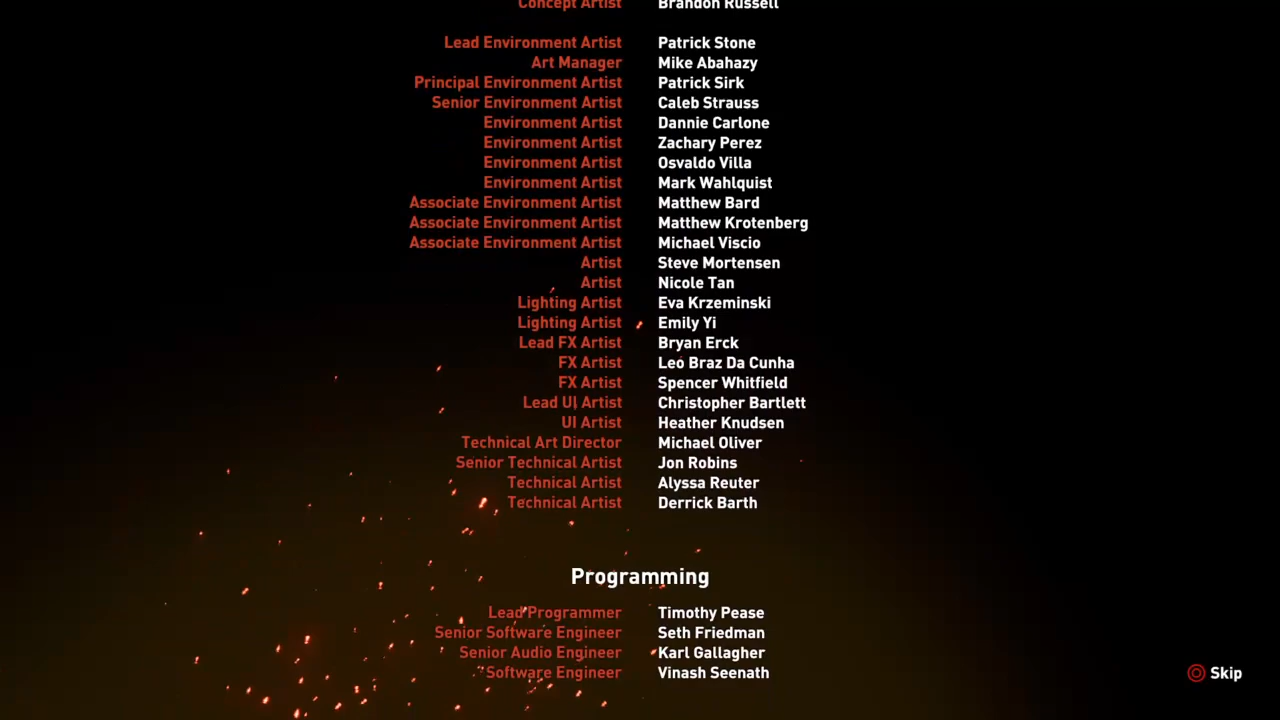 Concept Artist Brandon Russell
Lead Environment Artist Patrick Stone
Art Manager Mike Abahazy
Principal Environment Artist Patrick Sirk
Senior Environment Artist Caleb Strauss
Environment Artist Dannie Carlone
Environment Artist Zachary Perez
Environment Artist Osvaldo Villa
Environment Artist Mark Wahlquist
Associate Environment Artist Matthew Bard
Associate Environment Artist Matthew Krotenberg
Associate Environment Artist Michael Viscio
Artist Steve Mortensen
Artist Nicole Tan
Lighting Artist Eva Krzeminski
Lighting Artist Emily Yi
Lead FX Artist Bryan Erck
FX Artist Leo Braz Da Cunha
FX Artist Spencer Whitfield
Lead UI Artist Christopher Bartlett
UI Artist Heather Knudsen
Technical Art Director Michael Oliver
Senior Technical Artist Jon Robins
Technical Artist Alyssa Reuter
Technical Artist Derrick Barth
Programming
Lead Programmer Timothy Pease
Senior Software Engineer Seth Friedman
Senior Audio Engineer Karl Gallagher
Software Engineer Vinash Seenath
Skip